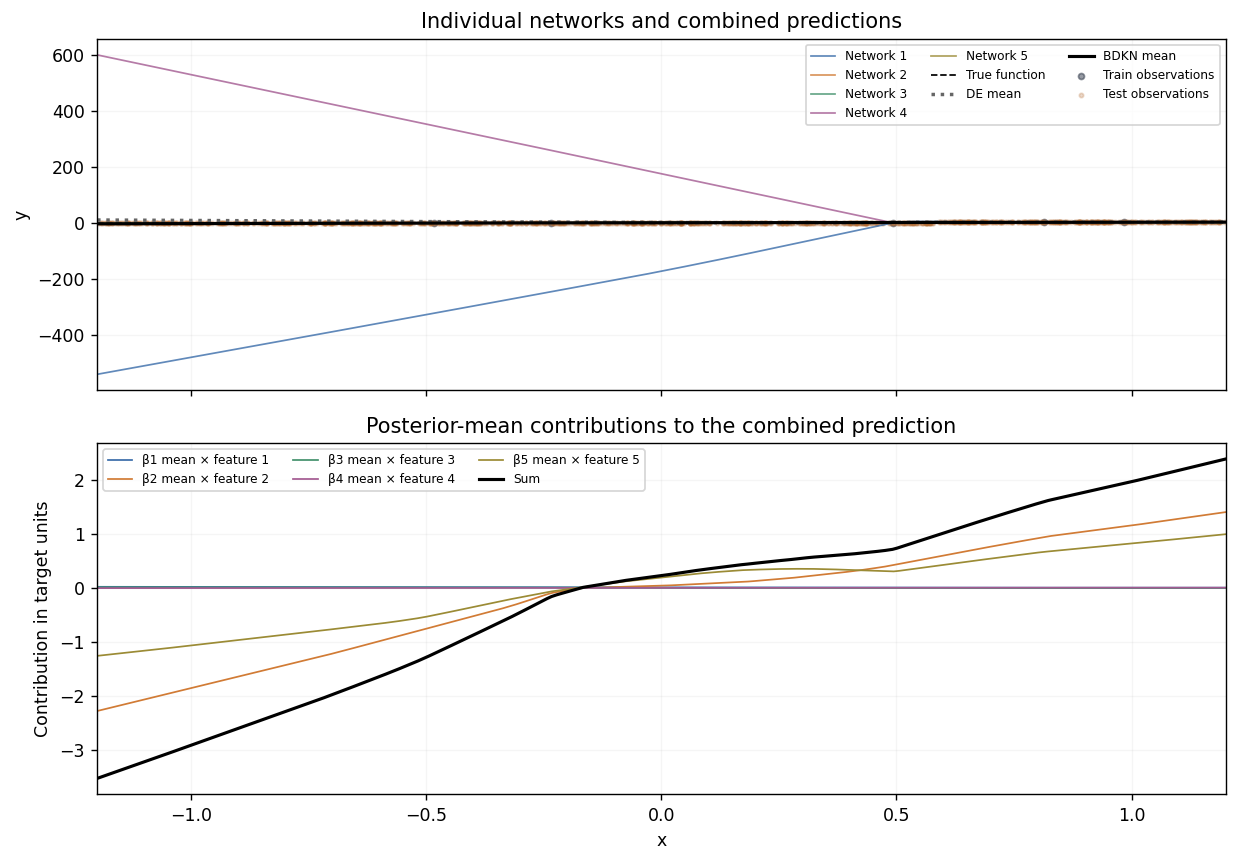 Individual networks and combined predictions
600
400
200
0
−200
−400
y
Network 1
Network 2
Network 3
Network 4
Network 5
True function
DE mean
BDKN mean
Train observations
Test observations
Posterior-mean contributions to the combined prediction
2
1
0
−1
−2
−3
Contribution in target units
β1 mean × feature 1
β2 mean × feature 2
β3 mean × feature 3
β4 mean × feature 4
β5 mean × feature 5
Sum
−1.0 −0.5 0.0 0.5 1.0
x